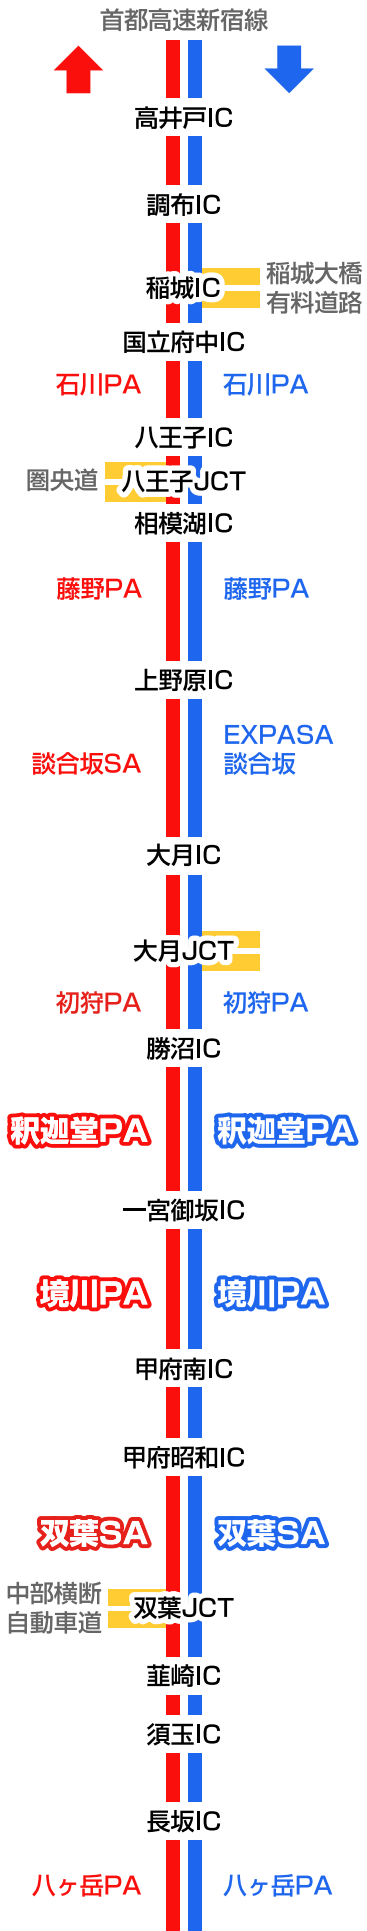 首都高速新宿線
高井戸IC
調布IC
稲城IC
稲城大橋
有料道路
国立府中IC
石川PA
石川PA
八王子IC
圏央道
八王子JCT
相模湖IC
藤野PA
藤野PA
上野原IC
談合坂SA
EXPASA
談合坂
大月IC
大月JCT
初狩PA
初狩PA
勝沼IC
釈迦堂PA
釈迦堂PA
一宮御坂IC
境川PA
境川PA
甲府南IC
甲府昭和IC
双葉SA
双葉SA
中部横断
自動車道
双葉JCT
韮崎IC
須玉IC
長坂IC
八ヶ岳PA
八ヶ岳PA